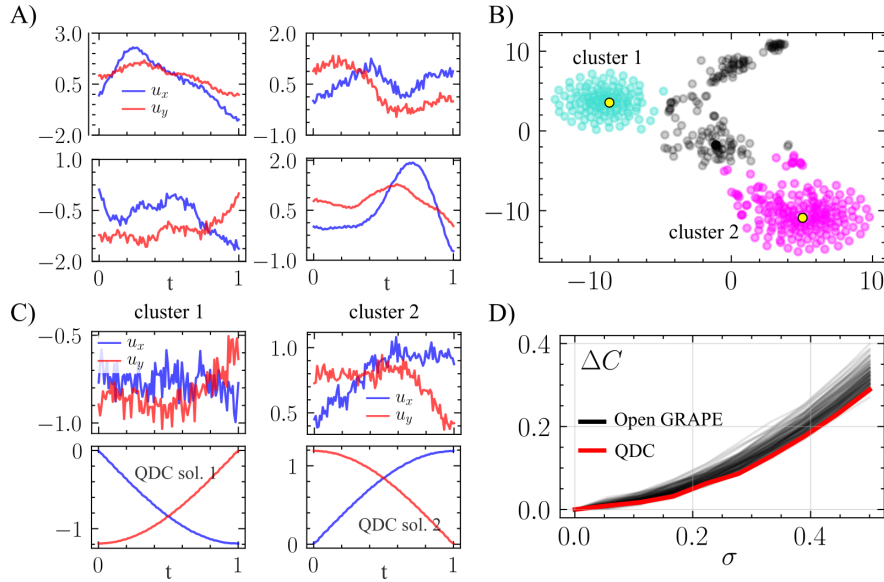 A)
3.0
0.5
−2.0
u_x
u_y
1.0
0.5
−1.0
1.0
−0.5
−2.0
0
1
t
2.0
0.5
−1.0
0
1
t
B)
10
0
−10
cluster 1
cluster 2
−10
0
10
C)
cluster 1
cluster 2
−0.5
−1.0
u_x
u_y
1.0
0.5
u_x
u_y
0
−1
QDC sol. 1
0
1
t
1
0
QDC sol. 2
0
1
t
D)
0.4
0.2
0.0
ΔC
Open GRAPE
QDC
0.0
0.2
0.4
σ